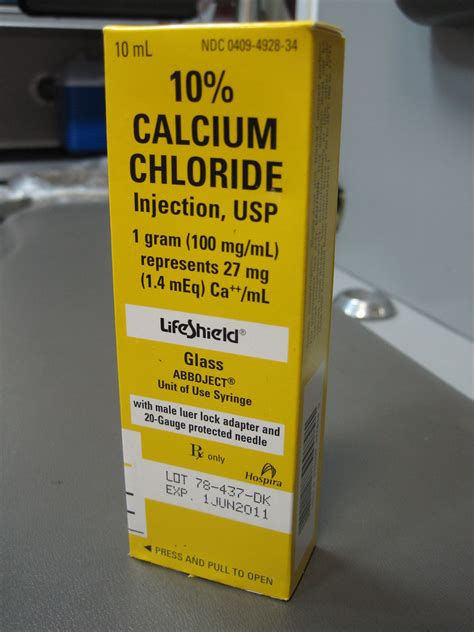 10 mL NDC 0409-4928-34
10%
CALCIUM
CHLORIDE
Injection, USP
1 gram (100 mg/mL)
represents 27 mg
(1.4 mEq) Ca++/mL
LifeShield®
Glass
ABBOJECT®
Unit of Use Syringe
with male luer lock adapter and
20-Gauge protected needle
Rx only
Hospira
LOT 78-437-DK
EXP. 1JUN2011
◄ PRESS AND PULL TO OPEN